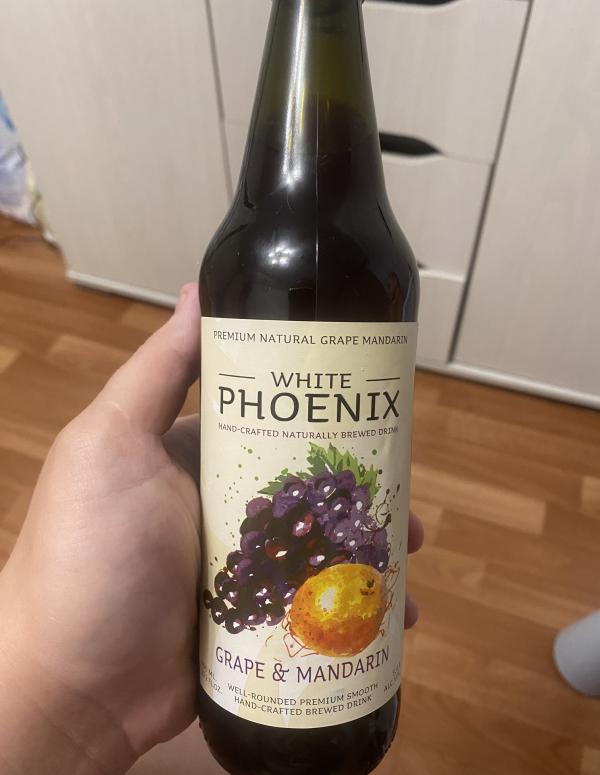 PREMIUM NATURAL GRAPE MANDARIN
WHITE
PHOENIX
HAND-CRAFTED NATURALLY BREWED DRINK
GRAPE & MANDARIN
ML.
WELL-ROUNDED PREMIUM SMOOTH
HAND-CRAFTED BREWED DRINK